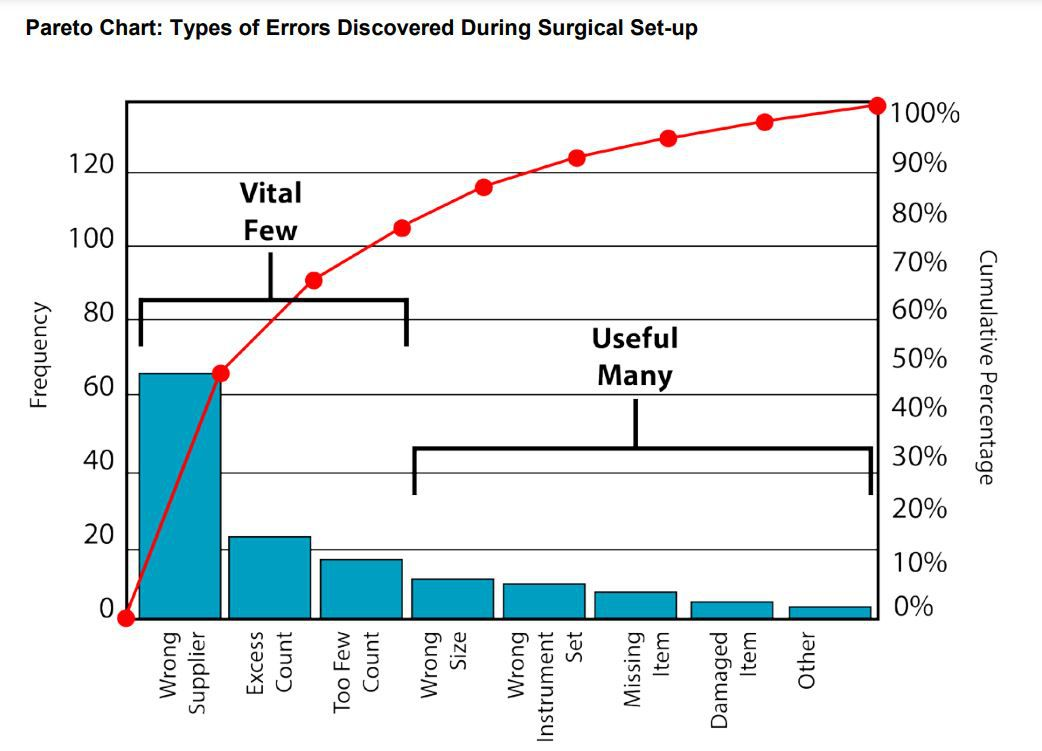 Pareto Chart: Types of Errors Discovered During Surgical Set-up
Vital
Few
Useful
Many
Frequency
120
100
80
60
40
20
0
100%
90%
80%
70%
60%
50%
40%
30%
20%
10%
0%
Cumulative Percentage
Wrong
Supplier
Excess
Count
Too Few
Count
Wrong
Size
Wrong
Instrument
Set
Missing
Item
Damaged
Item
Other